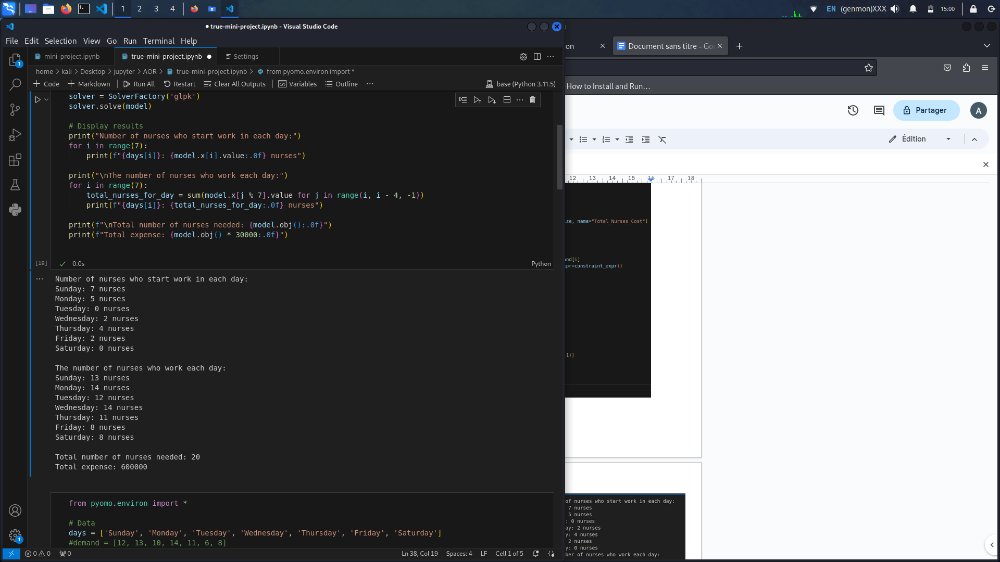 1 2 3 4
EN (genmon)XXX 15:00
true-mini-project.ipynb - Visual Studio Code
File Edit Selection View Go Run Terminal Help
mini-project.ipynb true-mini-project.ipynb Settings
home > kali > Desktop > jupyter > AOR > true-mini-project.ipynb > from pyomo.environ import *
+ Code + Markdown Run All Restart Clear All Outputs Variables Outline ... base (Python 3.11.5)
solver = SolverFactory('glpk')
solver.solve(model)
# Display results
print("Number of nurses who start work in each day:")
for i in range(7):
    print(f"{days[i]}: {model.x[i].value:.0f} nurses")
print("\nThe number of nurses who work each day:")
for i in range(7):
    total_nurses_for_day = sum(model.x[j % 7].value for j in range(i, i - 4, -1))
    print(f"{days[i]}: {total_nurses_for_day:.0f} nurses")
print(f"\nTotal number of nurses needed: {model.obj():.0f}")
print(f"Total expense: {model.obj() * 30000:.0f}")
[19] 0.0s Python
Number of nurses who start work in each day:
Sunday: 7 nurses
Monday: 5 nurses
Tuesday: 0 nurses
Wednesday: 2 nurses
Thursday: 4 nurses
Friday: 2 nurses
Saturday: 0 nurses
The number of nurses who work each day:
Sunday: 13 nurses
Monday: 14 nurses
Tuesday: 12 nurses
Wednesday: 14 nurses
Thursday: 11 nurses
Friday: 8 nurses
Saturday: 8 nurses
Total number of nurses needed: 20
Total expense: 600000
from pyomo.environ import *
# Data
days = ['Sunday', 'Monday', 'Tuesday', 'Wednesday', 'Thursday', 'Friday', 'Saturday']
#demand = [12, 13, 10, 14, 11, 6, 8]
1
1
0 0 0 Ln 38, Col 19 Spaces: 4 LF Cell 1 of 5
on Document sans titre - Go
How to Install and Run…
Partager A
Édition
12 13 14 15 16 17 18
ze, name="Total_Nurses_Cost")
nd[i]
xpr=constraint_expr))
1))
of nurses who start work in each day:
7 nurses
5 nurses
: 0 nurses
ay: 2 nurses
y: 4 nurses
2 nurses
y: 0 nurses
ber of nurses who work each day: